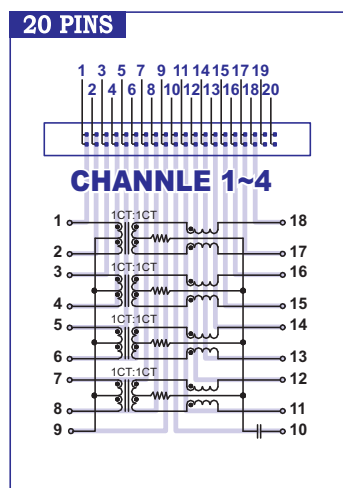 20 PINS
1 3 5 7 9 11 14 15 17 19
2 4 6 8 10 12 13 16 18 20
CHANNLE 1~4
1CT:1CT
1 18
2 17
1CT:1CT
3 16
4 15
1CT:1CT
5 14
6 13
1CT:1CT
7 12
8 11
9 10